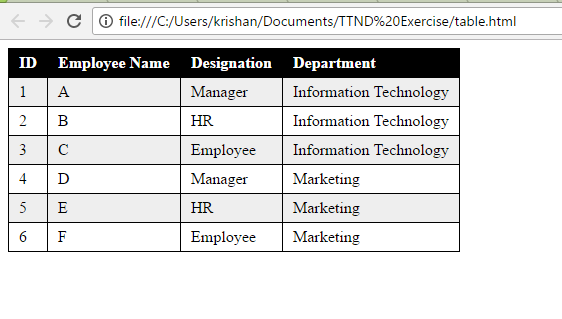 file:///C:/Users/krishan/Documents/TTND%20Exercise/table.html
ID Employee Name Designation Department
1 A Manager Information Technology
2 B HR Information Technology
3 C Employee Information Technology
4 D Manager Marketing
5 E HR Marketing
6 F Employee Marketing